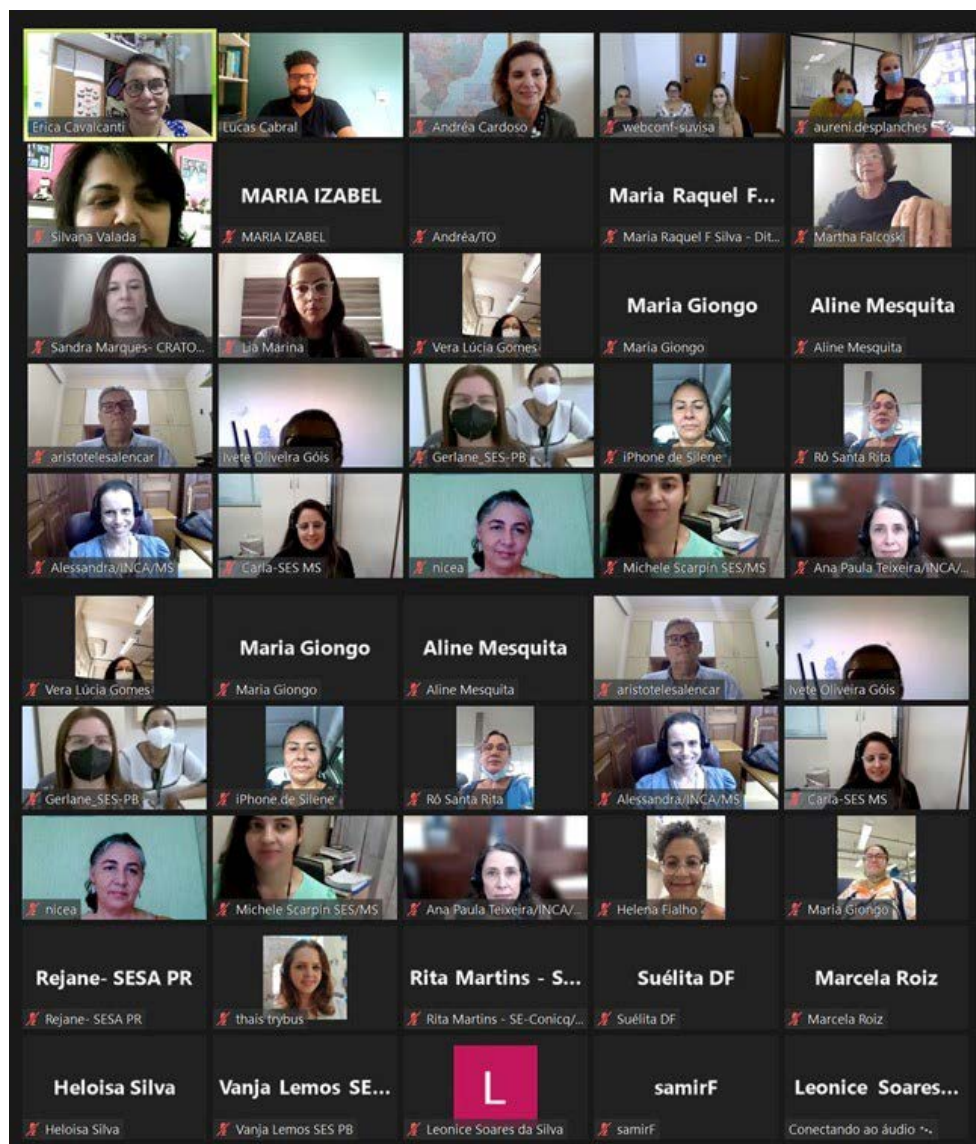 Erica Cavalcanti
Lucas Cabral
Andréa Cardoso
webconf-suvisa
aureni.desplanches
Silvana Valada
MARIA IZABEL
MARIA IZABEL
Andréa/TO
Maria Raquel F...
Maria Raquel F Silva - Dit...
Martha Falcoski
Sandra Marques- CRATO...
Lia Marina
Vera Lúcia Gomes
Maria Giongo
Maria Giongo
Aline Mesquita
Aline Mesquita
aristotelesalencar
Ivete Oliveira Góis
Gerlane_SES-PB
iPhone de Silene
Rô Santa Rita
Alessandra/INCA/MS
Carla-SES MS
nicea
Michele Scarpin SES/MS
Ana Paula Teixeira/INCA/...
Vera Lúcia Gomes
Maria Giongo
Maria Giongo
Aline Mesquita
Aline Mesquita
aristotelesalencar
Ivete Oliveira Góis
Gerlane_SES-PB
iPhone de Silene
Rô Santa Rita
Alessandra/INCA/MS
Carla-SES MS
nicea
Michele Scarpin SES/MS
Ana Paula Teixeira/INCA/...
Helena Fialho
Maria Giongo
Rejane- SESA PR
Rejane- SESA PR
thais trybus
Rita Martins - S...
Rita Martins - SE-Conicq/...
Suélita DF
Suélita DF
Marcela Roiz
Marcela Roiz
Heloisa Silva
Heloisa Silva
Vanja Lemos SE...
Vanja Lemos SES PB
L
Leonice Soares da Silva
samirF
samirF
Leonice Soares...
Conectando ao áudio